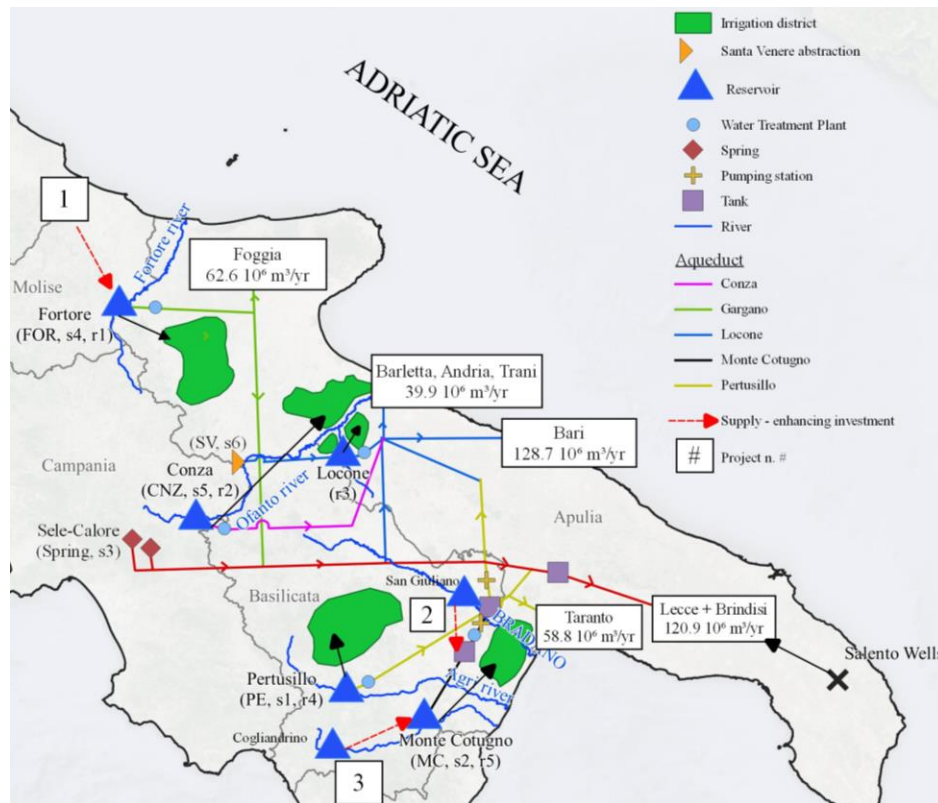 Irrigation district
Santa Venere abstraction
Reservoir
Water Treatment Plant
Spring
Pumping station
Tank
River
Aqueduct
Conza
Gargano
Locone
Monte Cotugno
Pertusillo
Supply - enhancing investment
#
Project n. #
ADRIATIC SEA
1
Fortore river
Foggia
62.6 10⁶ m³/yr
Molise
Fortore
(FOR, s4, r1)
Barletta, Andria, Trani
39.9 10⁶ m³/yr
Bari
128.7 10⁶ m³/yr
(SV, s6)
Campania
Conza
(CNZ, s5, r2)
Locone
(r3)
Ofanto river
Sele-Calore
(Spring, s3)
Apulia
Basilicata
San Giuliano
2
BRADANO
Taranto
58.8 10⁶ m³/yr
Lecce + Brindisi
120.9 10⁶ m³/yr
Salento Wells
Pertusillo
(PE, s1, r4)
Agri river
Cogliandrino
Monte Cotugno
(MC, s2, r5)
3